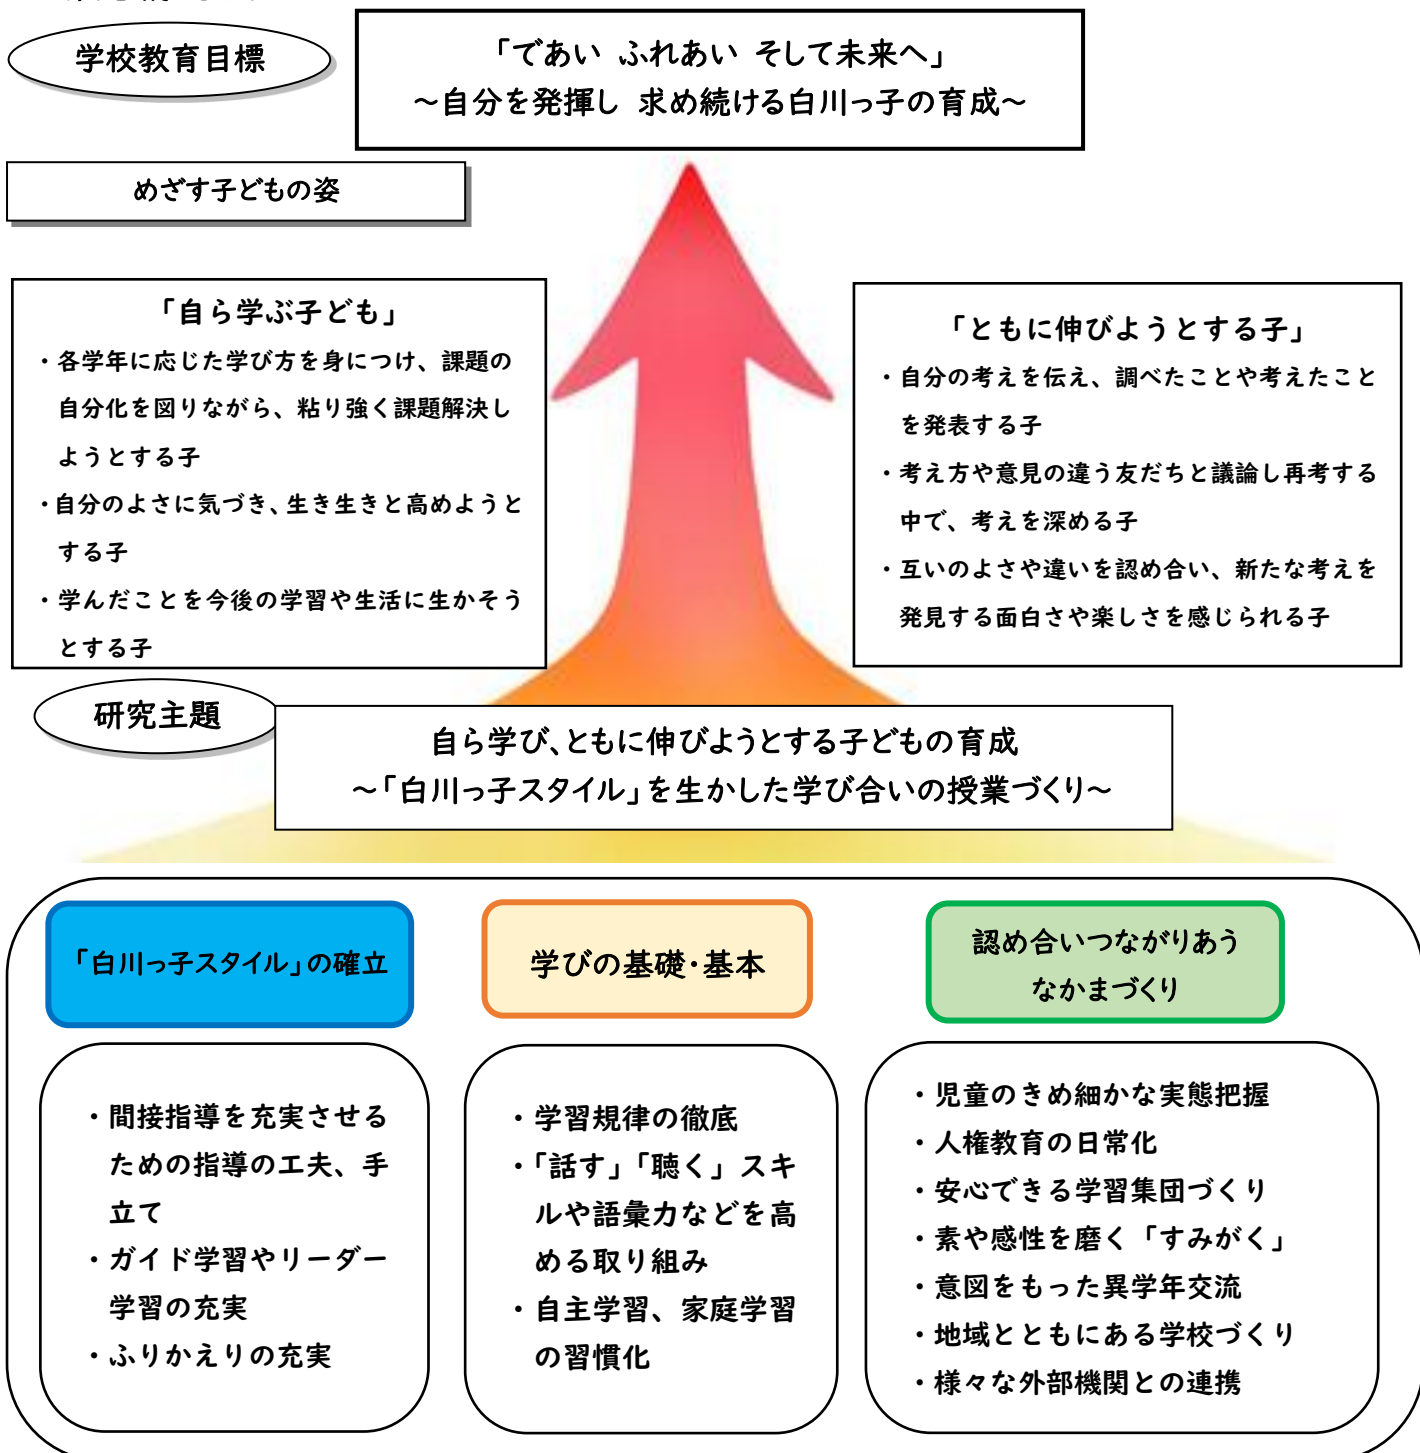 学校教育目標
「であい ふれあい そして未来へ」
～自分を発揮し 求め続ける白川っ子の育成～
めざす子どもの姿
「自ら学ぶ子ども」
・各学年に応じた学び方を身につけ、課題の
自分化を図りながら、粘り強く課題解決し
ようとする子
・自分のよさに気づき、生き生きと高めようと
する子
・学んだことを今後の学習や生活に生かそう
とする子
「ともに伸びようとする子」
・自分の考えを伝え、調べたことや考えたこと
を発表する子
・考え方や意見の違う友だちと議論し再考する
中で、考えを深める子
・互いのよさや違いを認め合い、新たな考えを
発見する面白さや楽しさを感じられる子
研究主題
自ら学び、ともに伸びようとする子どもの育成
～「白川っ子スタイル」を生かした学び合いの授業づくり～
「白川っ子スタイル」の確立
・間接指導を充実させる
ための指導の工夫、手
立て
・ガイド学習やリーダー
学習の充実
・ふりかえりの充実
学びの基礎・基本
・学習規律の徹底
・「話す」「聴く」スキ
ルや語彙力などを高
める取り組み
・自主学習、家庭学習
の習慣化
認め合いつながりあう
なかまづくり
・児童のきめ細かな実態把握
・人権教育の日常化
・安心できる学習集団づくり
・素や感性を磨く「すみがく」
・意図をもった異学年交流
・地域とともにある学校づくり
・様々な外部機関との連携